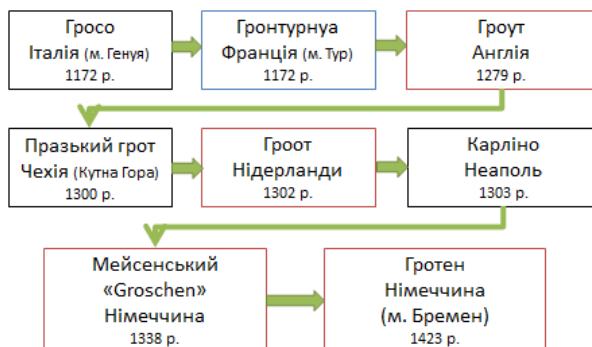 Гросо
Італія (м. Генуя)
1172 р.
Гронтурнуа
Франція (м. Тур)
1172 р.
Гроут
Англія
1279 р.
Празький грот
Чехія (Кутна Гора)
1300 р.
Гроот
Нідерланди
1302 р.
Карліно
Неаполь
1303 р.
Мейсенський
«Groschen»
Німеччина
1338 р.
Гротен
Німеччина
(м. Бремен)
1423 р.